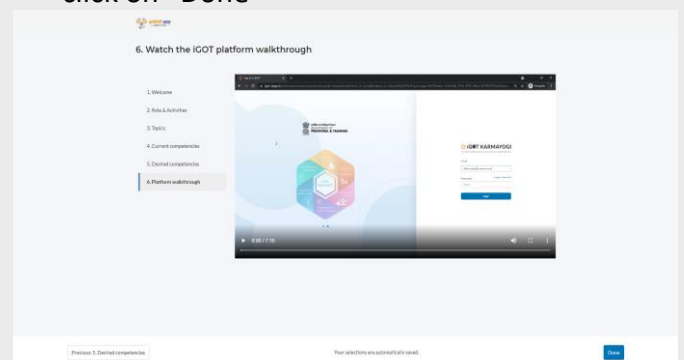 click on "Done"
6. Watch the iGOT platform walkthrough
1. Welcome
2. Role & Activities
3. Topics
4. Current competencies
5. Desired competencies
6. Platform walkthrough
iGOT KARMAYOGI
0:00 / 7:15
Previous: 5. Desired competencies
Your selections are automatically saved.
Done